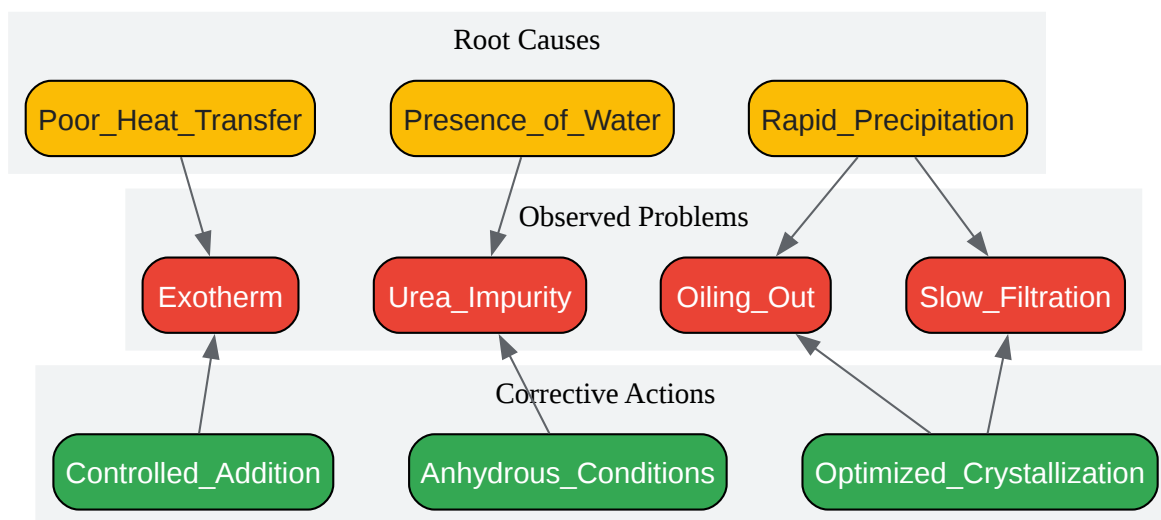 Root Causes
Poor_Heat_Transfer
Presence_of_Water
Rapid_Precipitation
Observed Problems
Exotherm
Urea_Impurity
Oiling_Out
Slow_Filtration
Corrective Actions
Controlled_Addition
Anhydrous_Conditions
Optimized_Crystallization